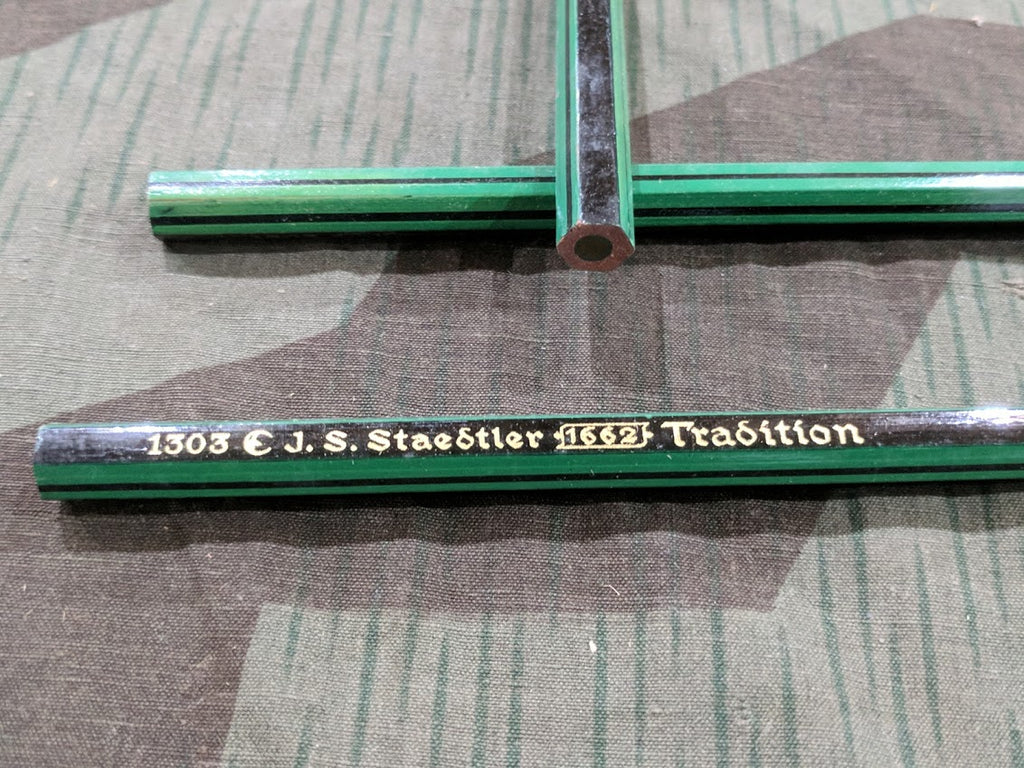 1303 € J. S. Staedtler 1662 Tradition